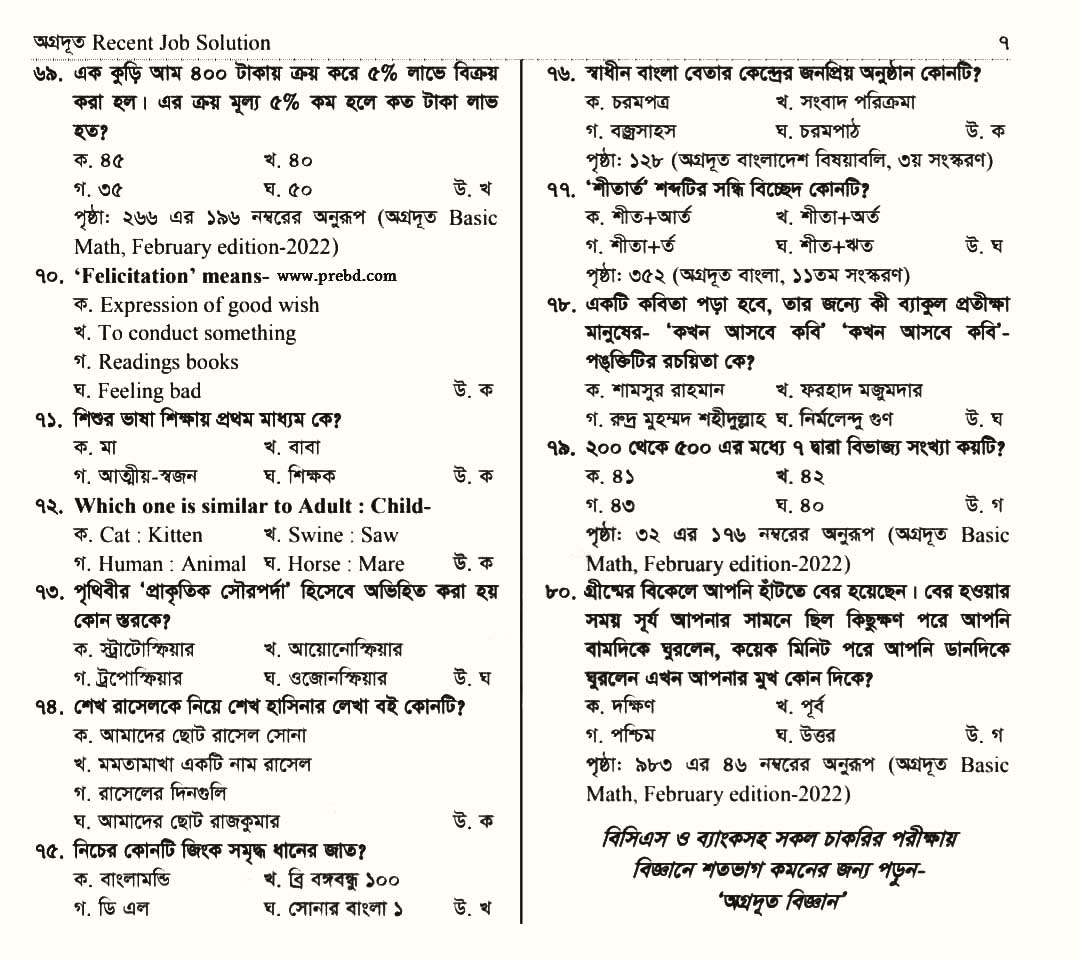 অগ্রদূত Recent Job Solution ৭
৬৯. এক কুড়ি আম ৪০০ টাকায় ক্রয় করে ৫% লাভে বিক্রয়
করা হল। এর ক্রয় মূল্য ৫% কম হলে কত টাকা লাভ
হত?
ক. ৪৫ খ. ৪০
গ. ৩৫ ঘ. ৫০ উ. খ
পৃষ্ঠা: ২৬৬ এর ১৯৬ নম্বরের অনুরূপ (অগ্রদূত Basic
Math, February edition-2022)
৭০. ‘Felicitation’ means- www.prebd.com
ক. Expression of good wish
খ. To conduct something
গ. Readings books
ঘ. Feeling bad উ. ক
৭১. শিশুর ভাষা শিক্ষায় প্রথম মাধ্যম কে?
ক. মা খ. বাবা
গ. আত্মীয়-স্বজন ঘ. শিক্ষক উ. ক
৭২. Which one is similar to Adult : Child-
ক. Cat : Kitten খ. Swine : Saw
গ. Human : Animal ঘ. Horse : Mare উ. ক
৭৩. পৃথিবীর ‘প্রাকৃতিক সৌরপর্দা’ হিসেবে অভিহিত করা হয়
কোন স্তরকে?
ক. স্ট্রাটোস্ফিয়ার খ. আয়োনোস্ফিয়ার
গ. ট্রপোস্ফিয়ার ঘ. ওজোনস্ফিয়ার উ. ঘ
৭৪. শেখ রাসেলকে নিয়ে শেখ হাসিনার লেখা বই কোনটি?
ক. আমাদের ছোট রাসেল সোনা
খ. মমতামাখা একটি নাম রাসেল
গ. রাসেলের দিনগুলি
ঘ. আমাদের ছোট রাজকুমার উ. ক
৭৫. নিচের কোনটি জিংক সমৃদ্ধ ধানের জাত?
ক. বাংলামন্ডি খ. ব্রি বঙ্গবন্ধু ১০০
গ. ডি এল ঘ. সোনার বাংলা ১ উ. খ
৭৬. স্বাধীন বাংলা বেতার কেন্দ্রের জনপ্রিয় অনুষ্ঠান কোনটি?
ক. চরমপত্র খ. সংবাদ পরিক্রমা
গ. বজ্রসাহস ঘ. চরমপাঠ উ. ক
পৃষ্ঠা: ১২৮ (অগ্রদূত বাংলাদেশ বিষয়াবলি, ৩য় সংস্করণ)
৭৭. ‘শীতার্ত’ শব্দটির সন্ধি বিচ্ছেদ কোনটি?
ক. শীত+আর্ত খ. শীতা+অর্ত
গ. শীতা+র্ত ঘ. শীত+ঋত উ. ঘ
পৃষ্ঠা: ৩৫২ (অগ্রদূত বাংলা, ১১তম সংস্করণ)
৭৮. একটি কবিতা পড়া হবে, তার জন্যে কী ব্যাকুল প্রতীক্ষা
মানুষের- ‘কখন আসবে কবি’ ‘কখন আসবে কবি’-
পঙ্‌ক্তিটির রচয়িতা কে?
ক. শামসুর রাহমান খ. ফরহাদ মজুমদার
গ. রুদ্র মুহম্মদ শহীদুল্লাহ ঘ. নির্মলেন্দু গুণ উ. ঘ
৭৯. ২০০ থেকে ৫০০ এর মধ্যে ৭ দ্বারা বিভাজ্য সংখ্যা কয়টি?
ক. ৪১ খ. ৪২
গ. ৪৩ ঘ. ৪০ উ. গ
পৃষ্ঠা: ৩২ এর ১৭৬ নম্বরের অনুরূপ (অগ্রদূত Basic
Math, February edition-2022)
৮০. গ্রীষ্মের বিকেলে আপনি হাঁটতে বের হয়েছেন। বের হওয়ার
সময় সূর্য আপনার সামনে ছিল কিছুক্ষণ পরে আপনি
বামদিকে ঘুরলেন, কয়েক মিনিট পরে আপনি ডানদিকে
ঘুরলেন এখন আপনার মুখ কোন দিকে?
ক. দক্ষিণ খ. পূর্ব
গ. পশ্চিম ঘ. উত্তর উ. গ
পৃষ্ঠা: ৯৮৩ এর ৪৬ নম্বরের অনুরূপ (অগ্রদূত Basic
Math, February edition-2022)
বিসিএস ও ব্যাংকসহ সকল চাকরির পরীক্ষায়
বিজ্ঞানে শতভাগ কমনের জন্য পড়ুন-
‘অগ্রদূত বিজ্ঞান’